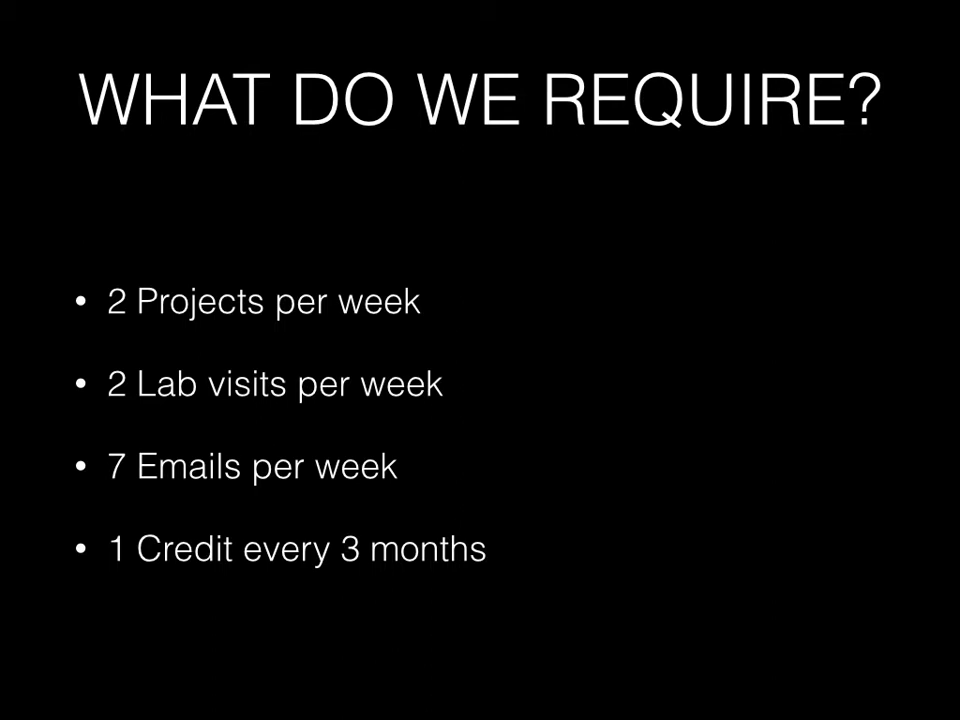 WHAT DO WE REQUIRE?
• 2 Projects per week
• 2 Lab visits per week
• 7 Emails per week
• 1 Credit every 3 months